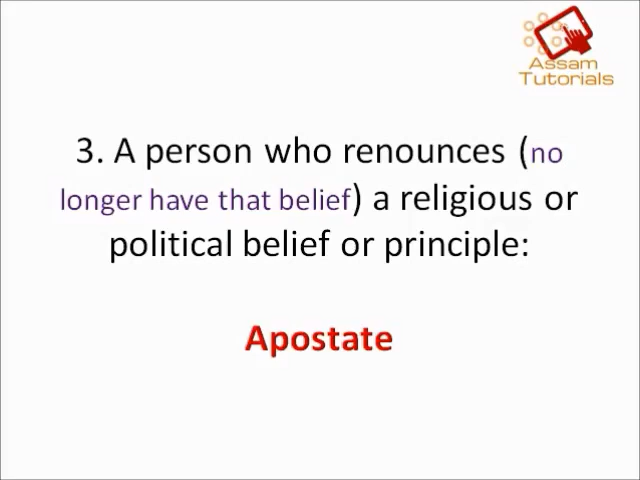 Assam
Tutorials
3. A person who renounces (no
longer have that belief) a religious or
political belief or principle:
Apostate